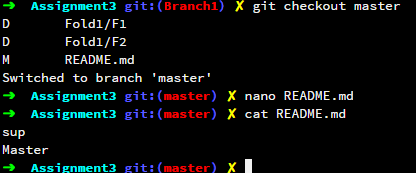 ➜  Assignment3 git:(Branch1) ✗ git checkout master
D       Fold1/F1
D       Fold1/F2
M       README.md
Switched to branch 'master'
➜  Assignment3 git:(master) ✗ nano README.md
➜  Assignment3 git:(master) ✗ cat README.md
sup
Master
➜  Assignment3 git:(master) ✗